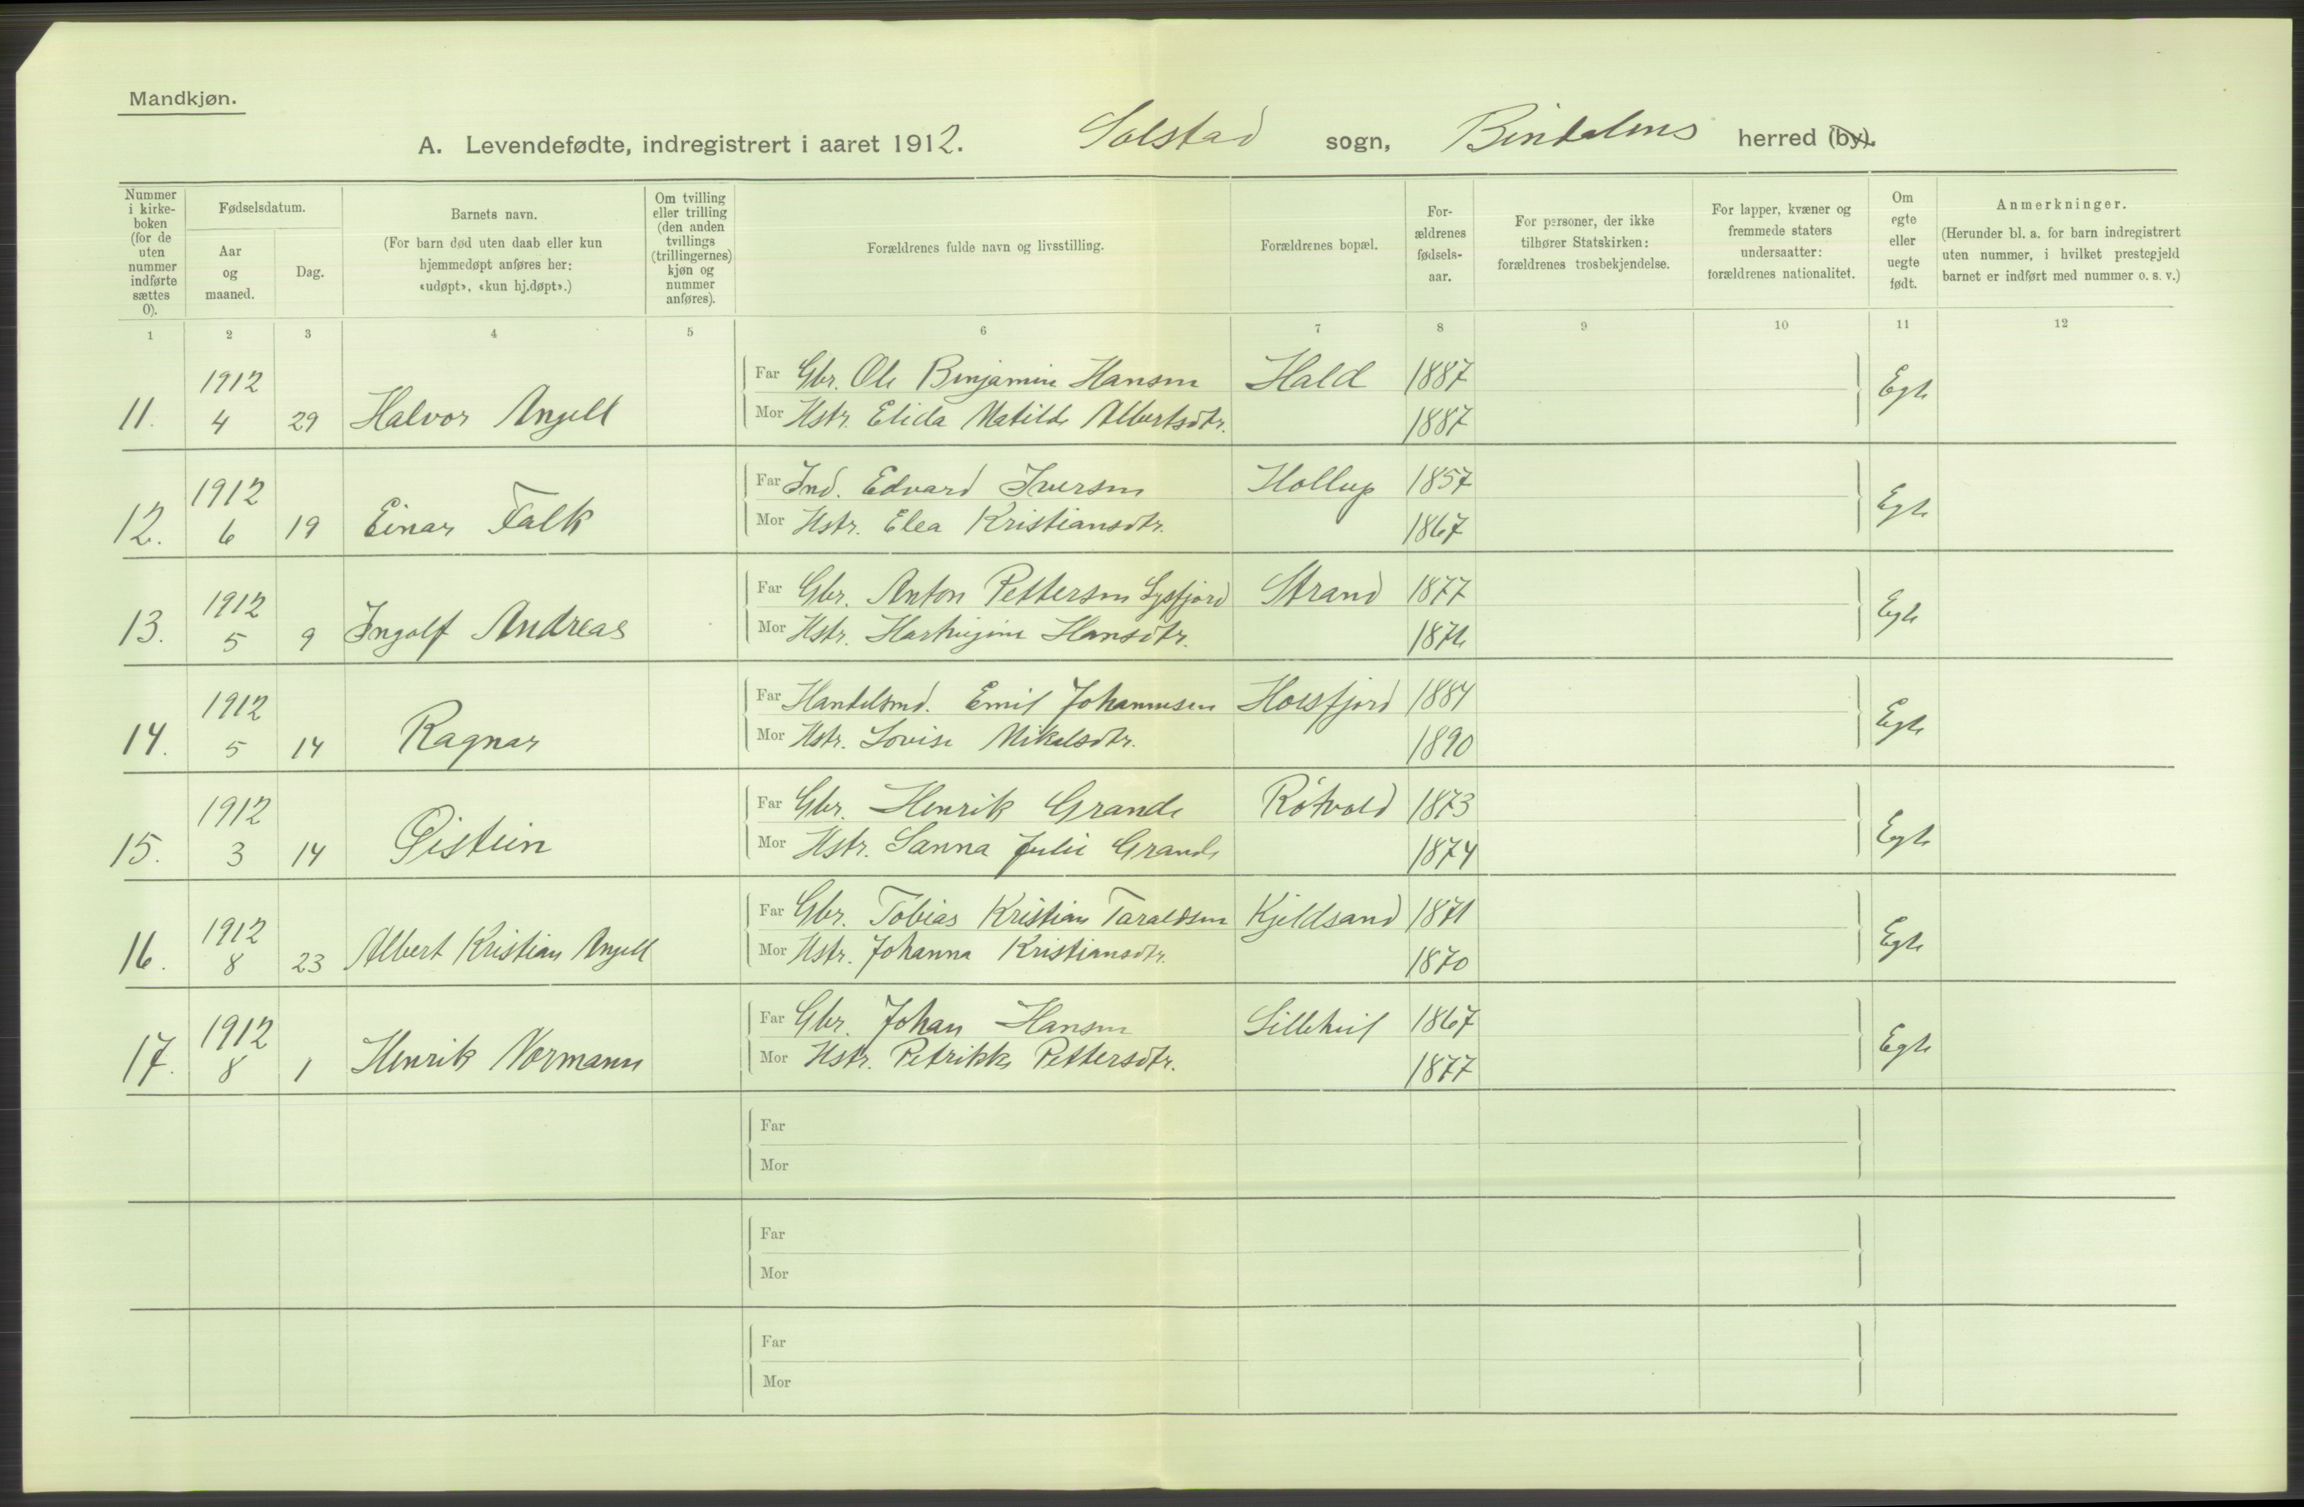 Mandkjøn.
A. Levendefødte, indregistrert i aaret 1912. Solstad sogn, Bindalens herred (by).
Nummer i kirke-boken (for de uten nummer indførte sættes 0).
Fødselsdatum.
Aar og maaned.
Dag.
Barnets navn.
(For barn død uten daab eller kun hjemmedøpt anføres her: «udøpt», «kun hj.døpt».)
Om tvilling eller trilling (den anden tvillings (trillingernes) kjøn og nummer anføres).
Forældrenes fulde navn og livsstilling.
Forældrenes bopæl.
For-ældrenes fødsels-aar.
For personer, der ikke tilhører Statskirken: forældrenes trosbekjendelse.
For lapper, kvæner og fremmede staters undersaatter: forældrenes nationalitet.
Om egte eller uegte født.
Anmerkninger.
(Herunder bl. a. for barn indregistrert uten nummer, i hvilket prestegjeld barnet er indført med nummer o. s. v.)
1 2 3 4 5 6 7 8 9 10 11 12
1912 Far Gbr. Ole Benjamin Hansen Hald 1887 Egte
11. 4 29 Halvor Angell Mor Hstr. Elida Matilde Albertsdtr. 1887
1912 Far Ind. Edvard Iversen Hollup 1857 Egte
12. 6 19 Einar Falk Mor Hstr. Elea Kristiansdtr. 1867
1912 Far Gbr. Anton Pettersen Strand 1877 Egte
13. 5 9 Ingolf Andreas Mor Hstr. Hansdtr.
1912 Far Handelsmd. Emil Johannesen Horsfjord 1884 Egte
14. 5 14 Ragnar Mor Hstr. Lovise Mikalsdtr. 1890
1912 Far Gbr. Henrik Grande Røtvold 1873 Egte
15. 3 14 Øistein Mor Hstr. Sanna Julie Grande 1874
1912 Far Gbr. Tobias Kristian Taraldsen Kjeldsand 1871 Egte
16. 8 23 Albert Kristian Angell Mor Hstr. Johanna Kristiansdtr. 1870
1912 Far Gbr. Johan Hansen 1867 Egte
17. 8 1 Henrik Normann Mor Hstr. Petrikke Pettersdtr. 1877
Far
Mor
Far
Mor
Far
Mor